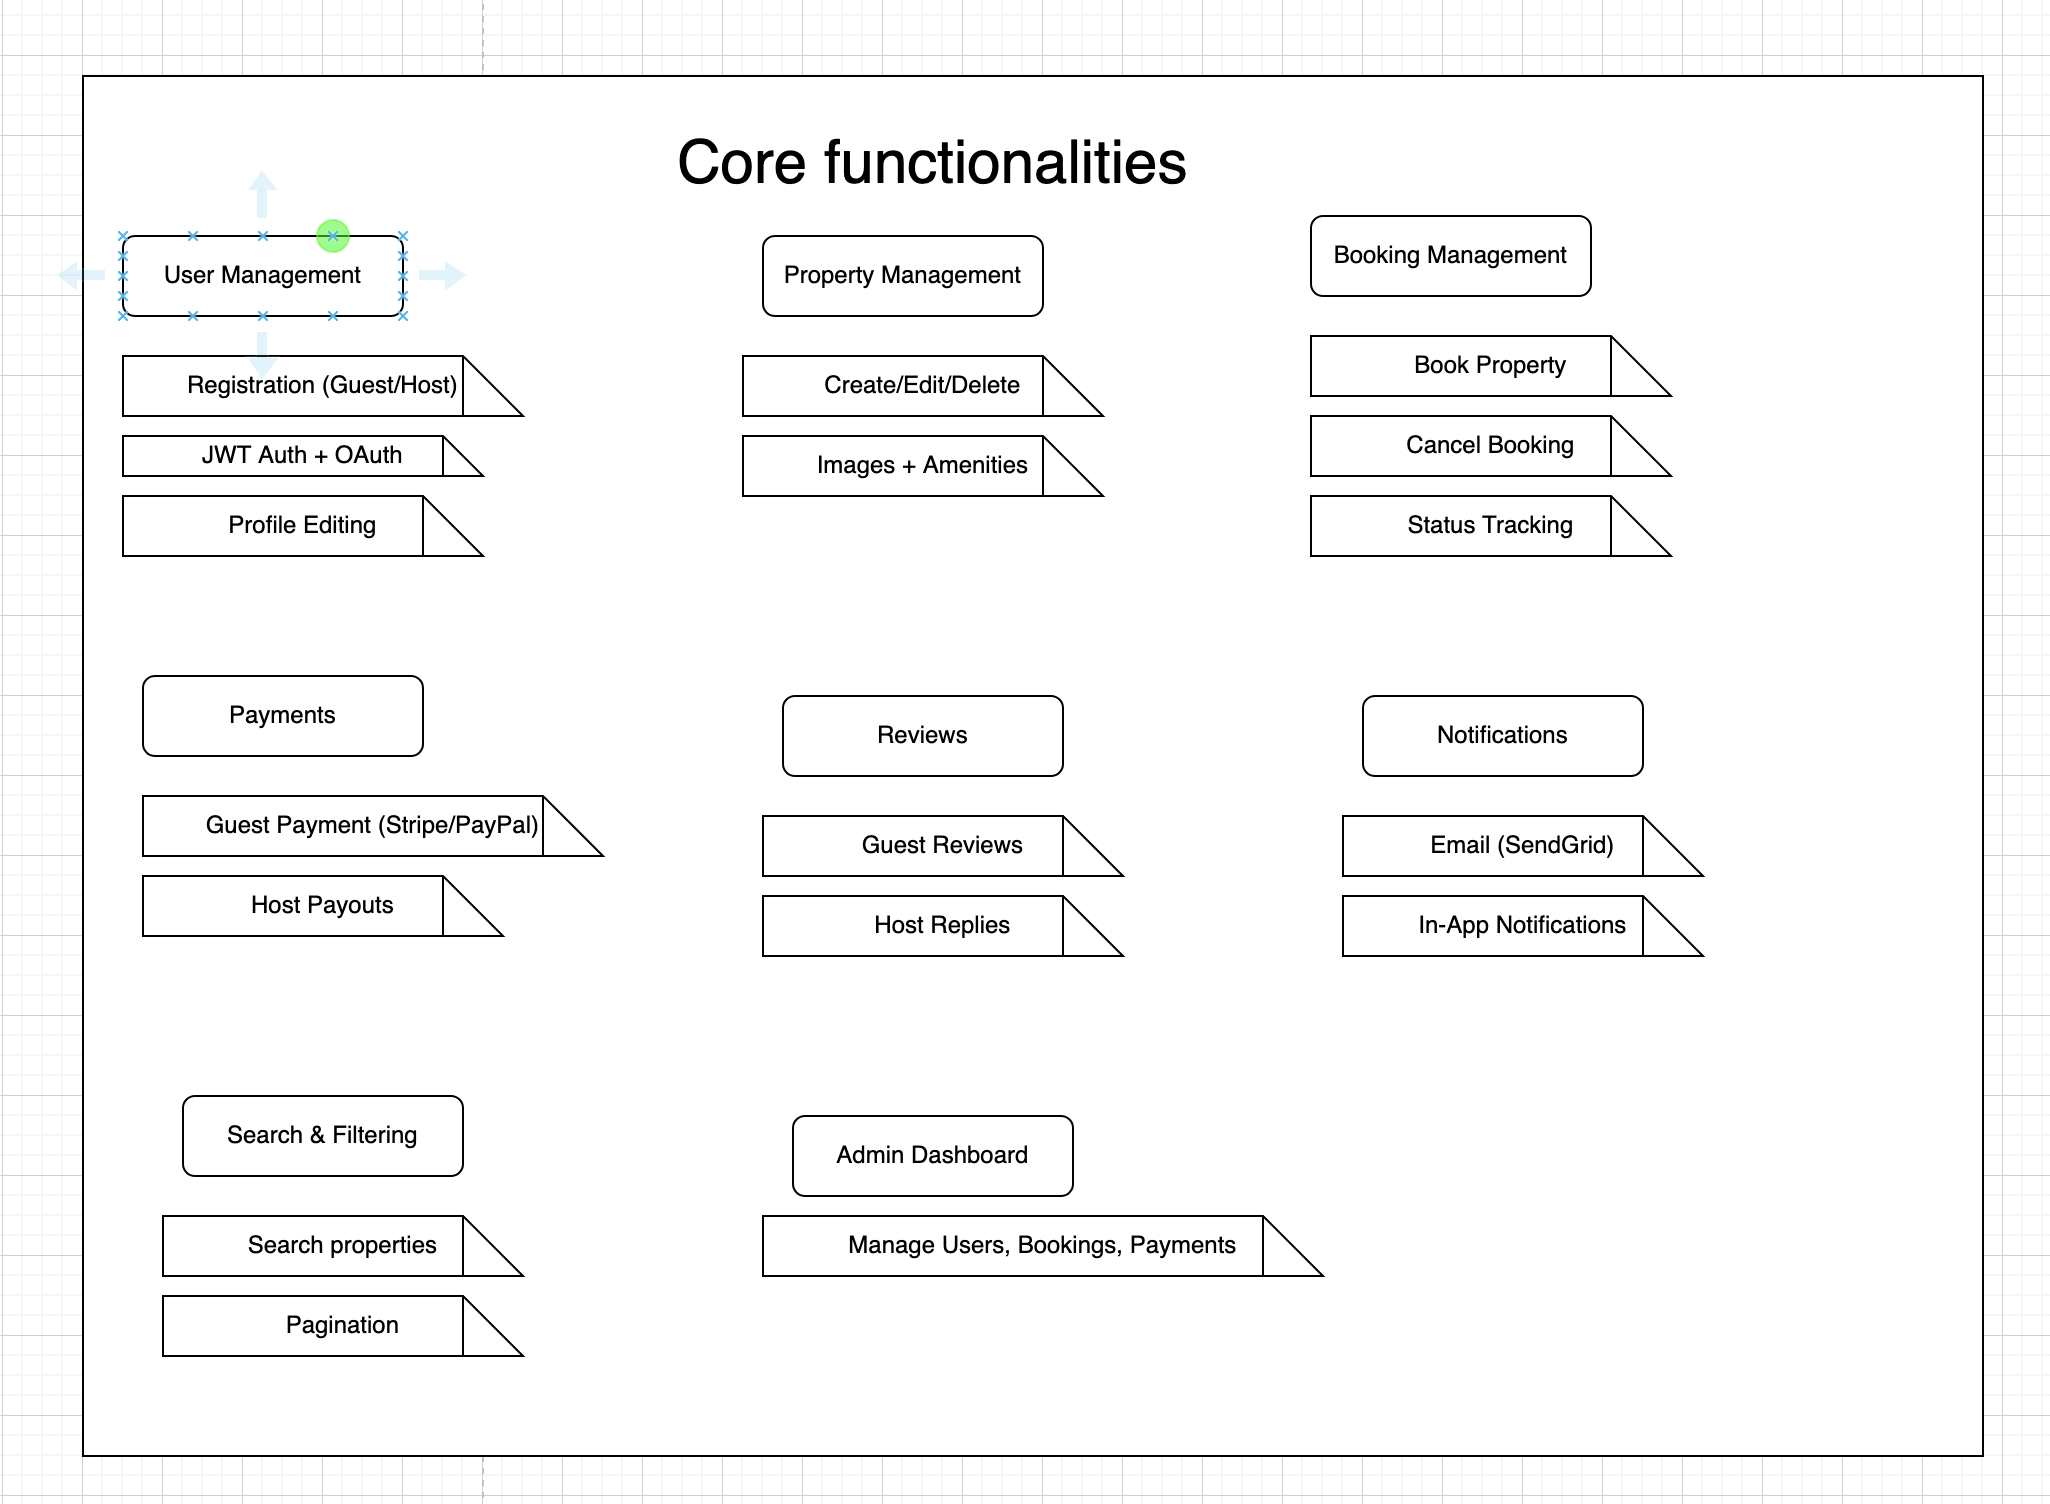 Core functionalities
User Management
Registration (Guest/Host)
JWT Auth + OAuth
Profile Editing
Property Management
Create/Edit/Delete
Images + Amenities
Booking Management
Book Property
Cancel Booking
Status Tracking
Payments
Guest Payment (Stripe/PayPal)
Host Payouts
Reviews
Guest Reviews
Host Replies
Notifications
Email (SendGrid)
In-App Notifications
Search & Filtering
Search properties
Pagination
Admin Dashboard
Manage Users, Bookings, Payments